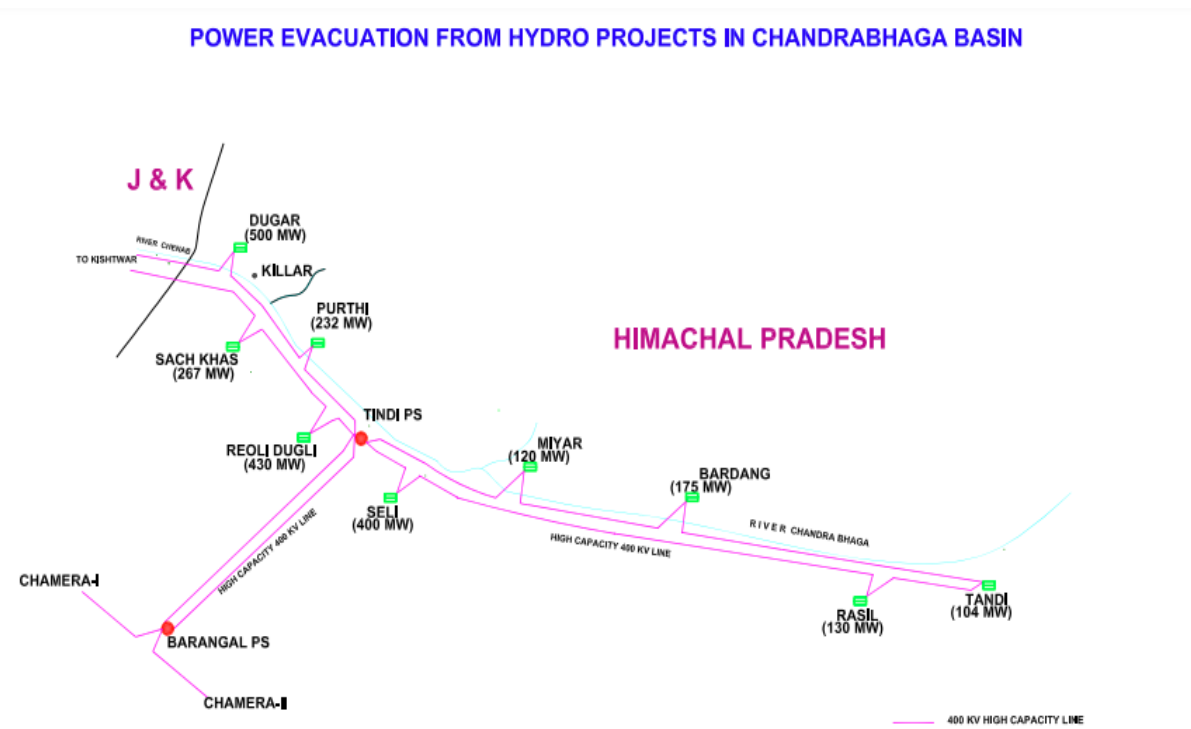 POWER EVACUATION FROM HYDRO PROJECTS IN CHANDRABHAGA BASIN
J & K
DUGAR
(500 MW)
RIVER CHENAB
TO KISHTWAR
KILLAR
PURTHI
(232 MW)
HIMACHAL PRADESH
SACH KHAS
(267 MW)
TINDI PS
REOLI DUGLI
(430 MW)
MIYAR
(120 MW)
BARDANG
(175 MW)
SELI
(400 MW)
RIVER CHANDRA BHAGA
HIGH CAPACITY 400 KV LINE
HIGH CAPACITY 400 KV LINE
CHAMERA-I
TANDI
(104 MW)
RASIL
(130 MW)
BARANGAL PS
CHAMERA-II
400 KV HIGH CAPACITY LINE